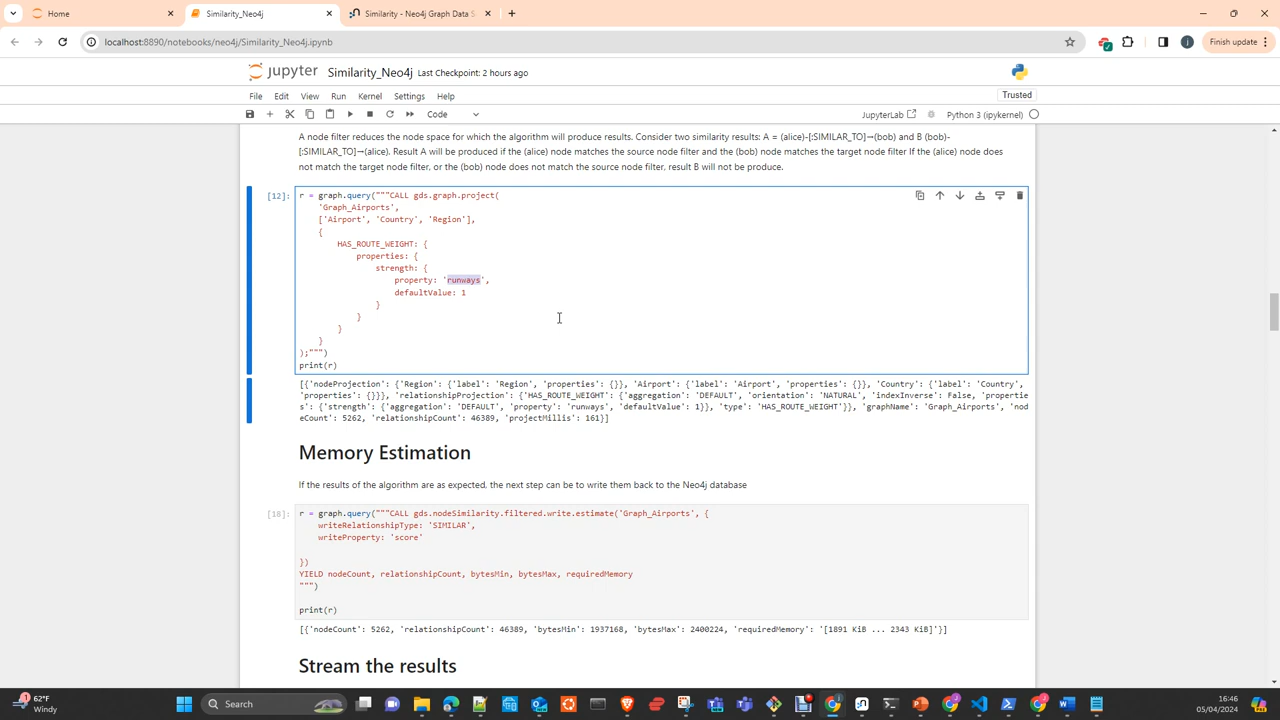 Home
Similarity_Neo4j
Similarity - Neo4j Graph Data S
localhost:8890/notebooks/neo4j/Similarity_Neo4j.ipynb
Finish update
jupyter Similarity_Neo4j Last Checkpoint: 2 hours ago
File Edit View Run Kernel Settings Help
Trusted
Code
JupyterLab
Python 3 (ipykernel)
A node filter reduces the node space for which the algorithm will produce results. Consider two similarity results: A = (alice)-[:SIMILAR_TO]→(bob) and B (bob)-
[:SIMILAR_TO]→(alice). Result A will be produced if the (alice) node matches the source node filter and the (bob) node matches the target node filter If the (alice) node does
not match the target node filter, or the (bob) node does not match the source node filter, result B will not be produce.
[12]: r = graph.query("""CALL gds.graph.project(
'Graph_Airports',
['Airport', 'Country', 'Region'],
{
HAS_ROUTE_WEIGHT: {
properties: {
strength: {
property: 'runways',
defaultValue: 1
}
}
}
}
);""")
print(r)
[{'nodeProjection': {'Region': {'label': 'Region', 'properties': {}}, 'Airport': {'label': 'Airport', 'properties': {}}, 'Country': {'label': 'Country',
'properties': {}}}, 'relationshipProjection': {'HAS_ROUTE_WEIGHT': {'aggregation': 'DEFAULT', 'orientation': 'NATURAL', 'indexInverse': False, 'propertie
s': {'strength': {'aggregation': 'DEFAULT', 'property': 'runways', 'defaultValue': 1}}, 'type': 'HAS_ROUTE_WEIGHT'}}, 'graphName': 'Graph_Airports', 'nod
eCount': 5262, 'relationshipCount': 46389, 'projectMillis': 161}]
Memory Estimation
If the results of the algorithm are as expected, the next step can be to write them back to the Neo4j database
[18]: r = graph.query("""CALL gds.nodeSimilarity.filtered.write.estimate('Graph_Airports', {
writeRelationshipType: 'SIMILAR',
writeProperty: 'score'
})
YIELD nodeCount, relationshipCount, bytesMin, bytesMax, requiredMemory
""")
print(r)
[{'nodeCount': 5262, 'relationshipCount': 46389, 'bytesMin': 1937168, 'bytesMax': 2400224, 'requiredMemory': '[1891 KiB ... 2343 KiB]'}]
Stream the results
62°F
Windy
Search
16:46
05/04/2024